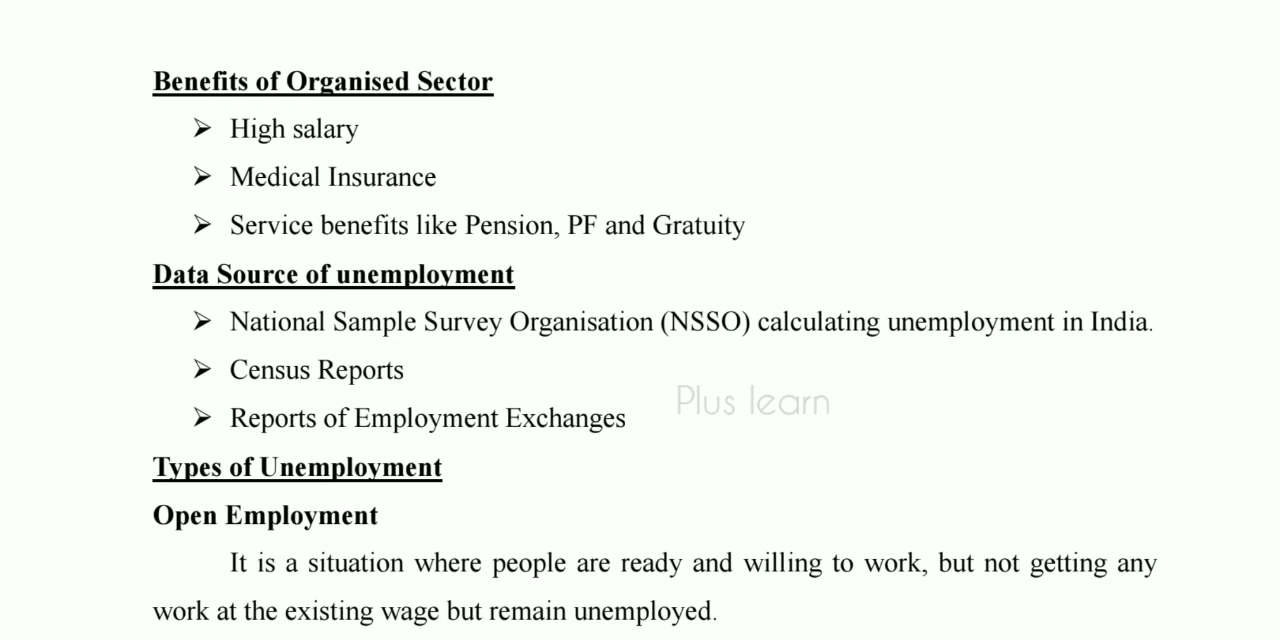 Benefits of Organised Sector
➢ High salary
➢ Medical Insurance
➢ Service benefits like Pension, PF and Gratuity
Data Source of unemployment
➢ National Sample Survey Organisation (NSSO) calculating unemployment in India.
➢ Census Reports
Plus learn
➢ Reports of Employment Exchanges
Types of Unemployment
Open Employment
It is a situation where people are ready and willing to work, but not getting any
work at the existing wage but remain unemployed.